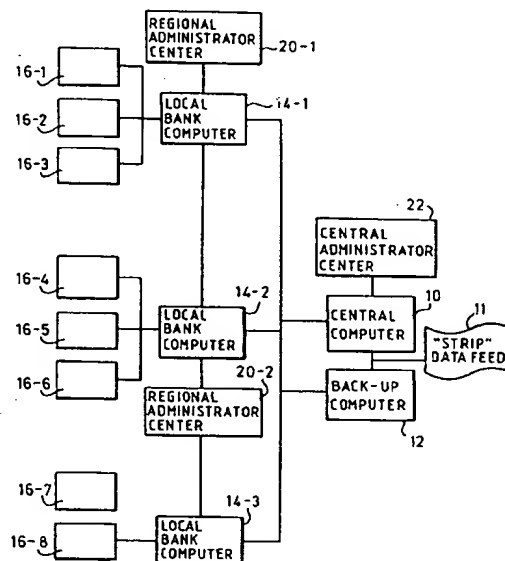 REGIONAL
ADMINISTRATOR
CENTER
20-1
16-1
16-2
16-3
LOCAL
BANK
COMPUTER
14-1
22
CENTRAL
ADMINISTRATOR
CENTER
16-4
16-5
16-6
14-2
LOCAL
BANK
COMPUTER
CENTRAL
COMPUTER
10
11
"STRIP"
DATA FEED
BACK-UP
COMPUTER
12
20-2
REGIONAL
ADMINISTRATOR
CENTER
16-7
16-8
14-3
LOCAL
BANK
COMPUTER